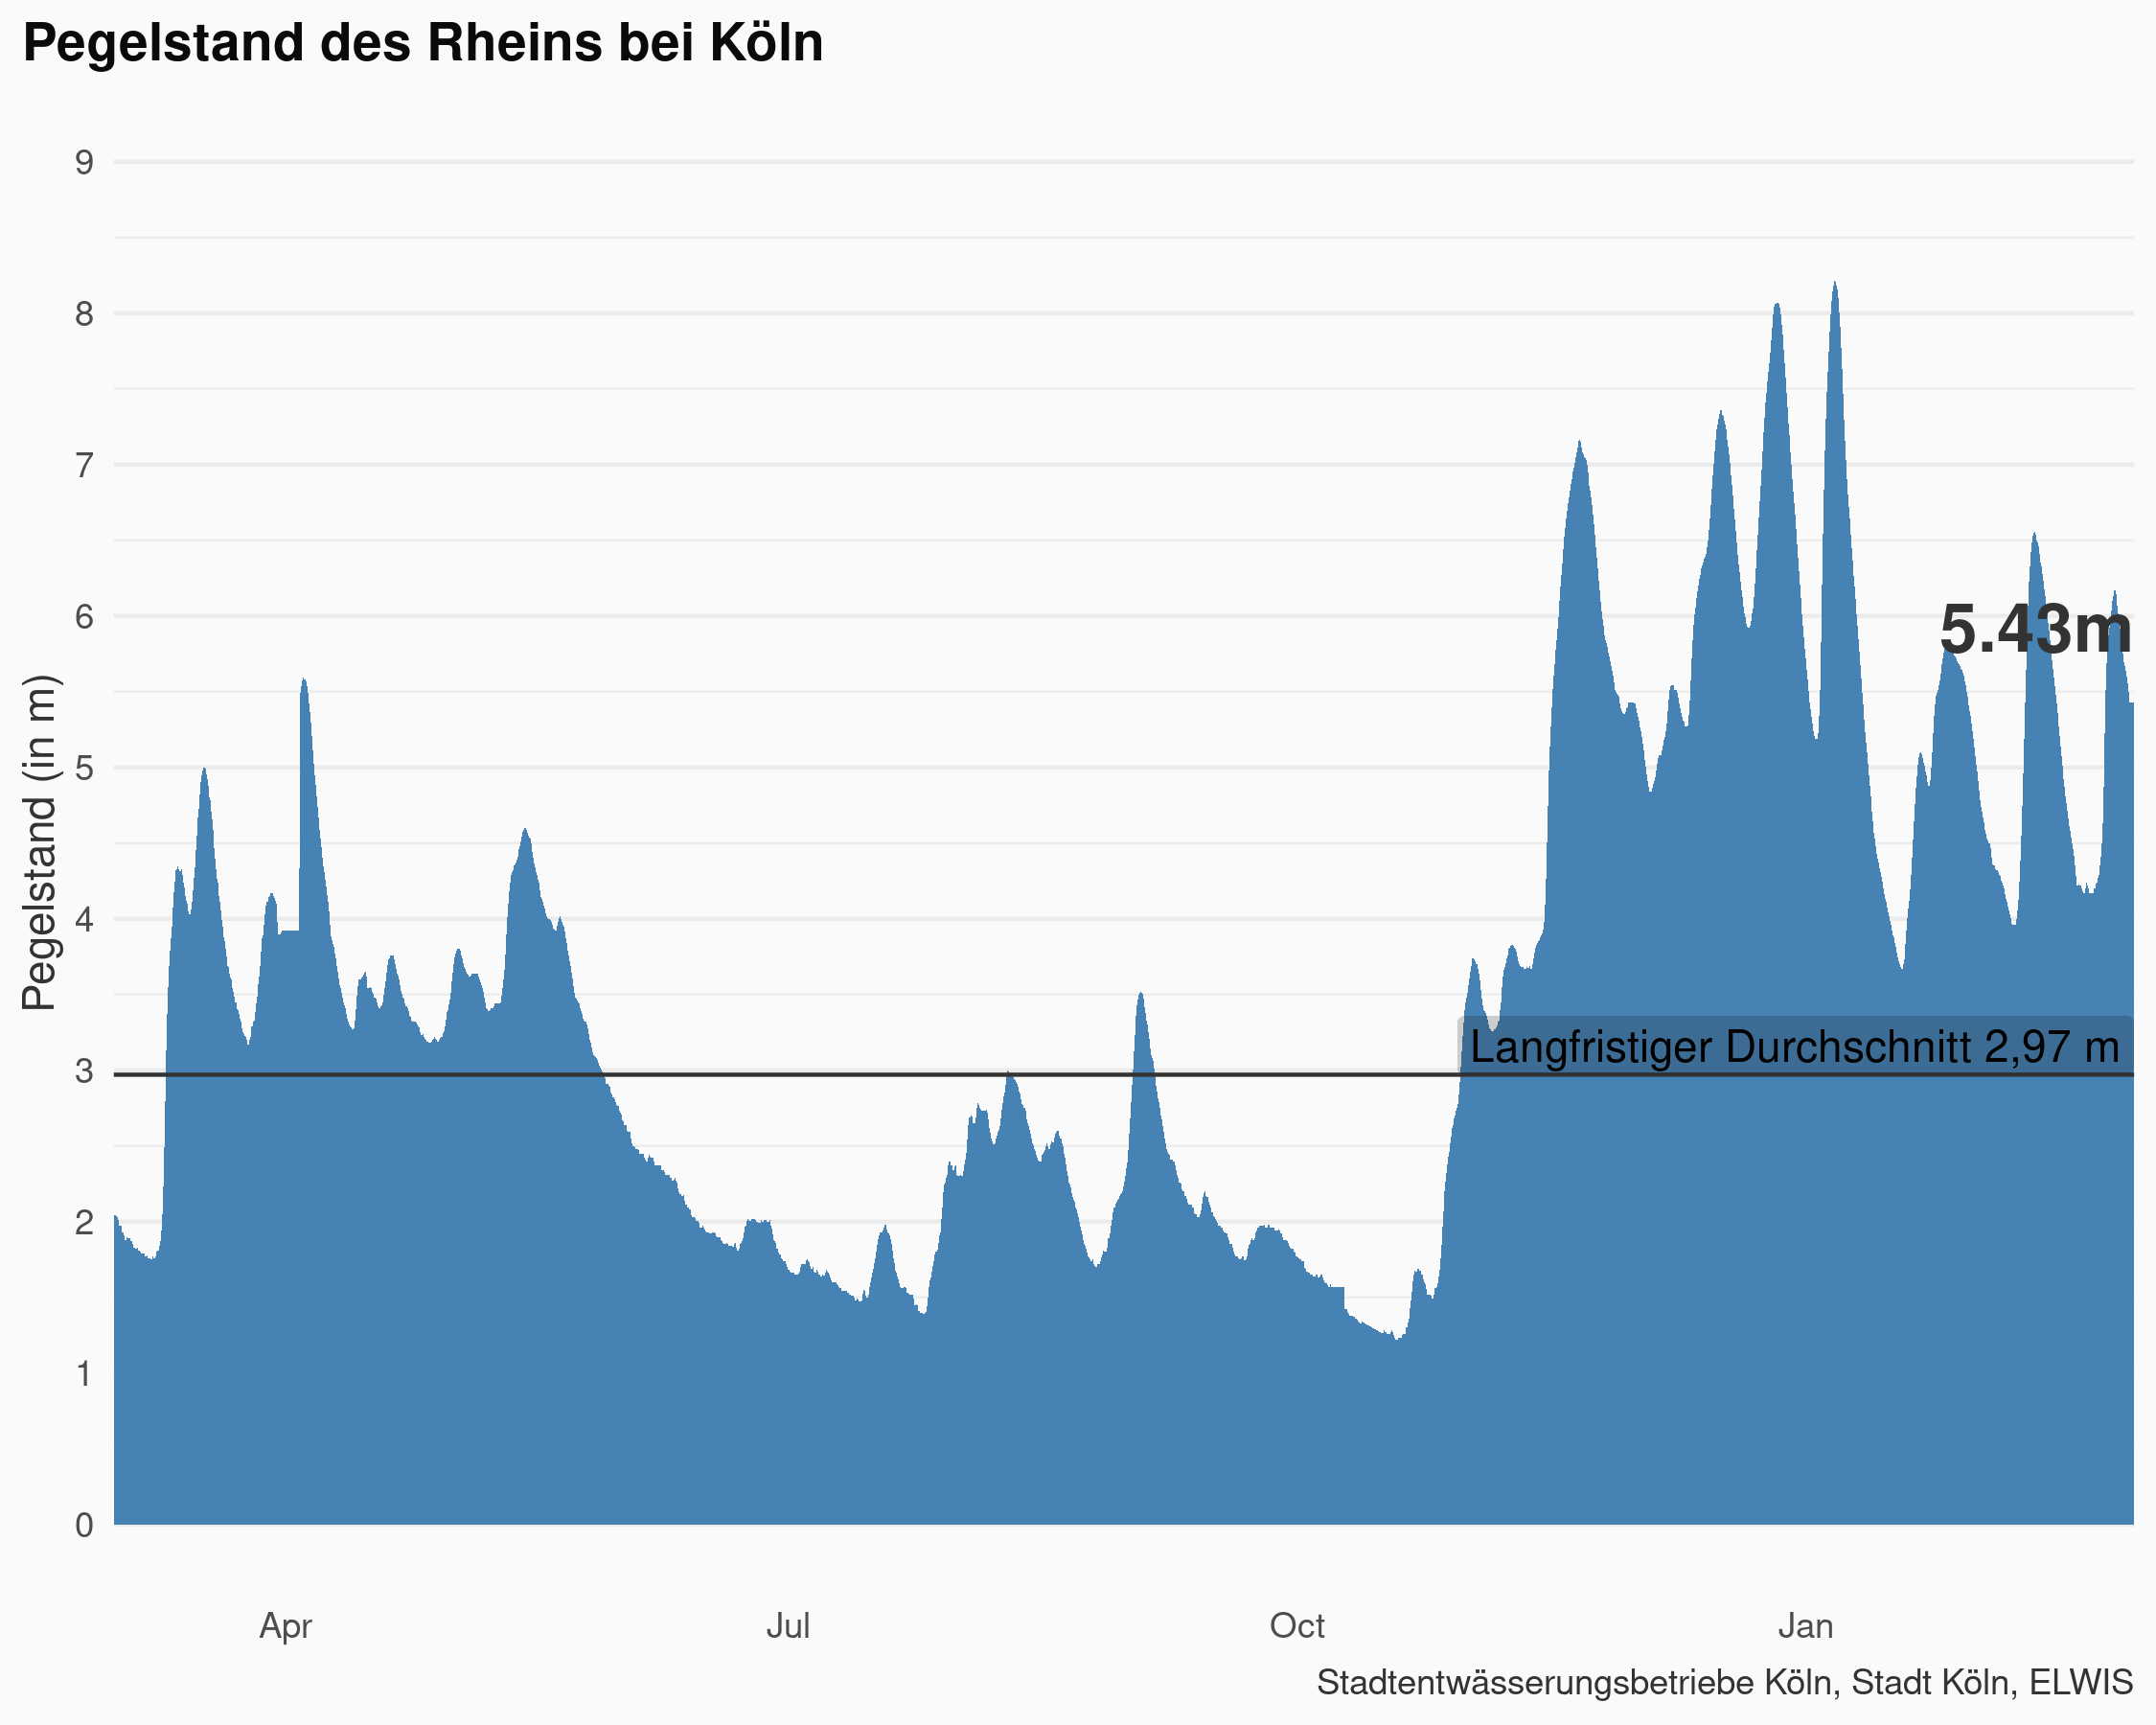 Pegelstand des Rheins bei Köln
Pegelstand (in m)
9
8
7
6
5
4
3
2
1
0
5.43m
Langfristiger Durchschnitt 2,97 m
Apr Jul Oct Jan
Stadtentwässerungsbetriebe Köln, Stadt Köln, ELWIS